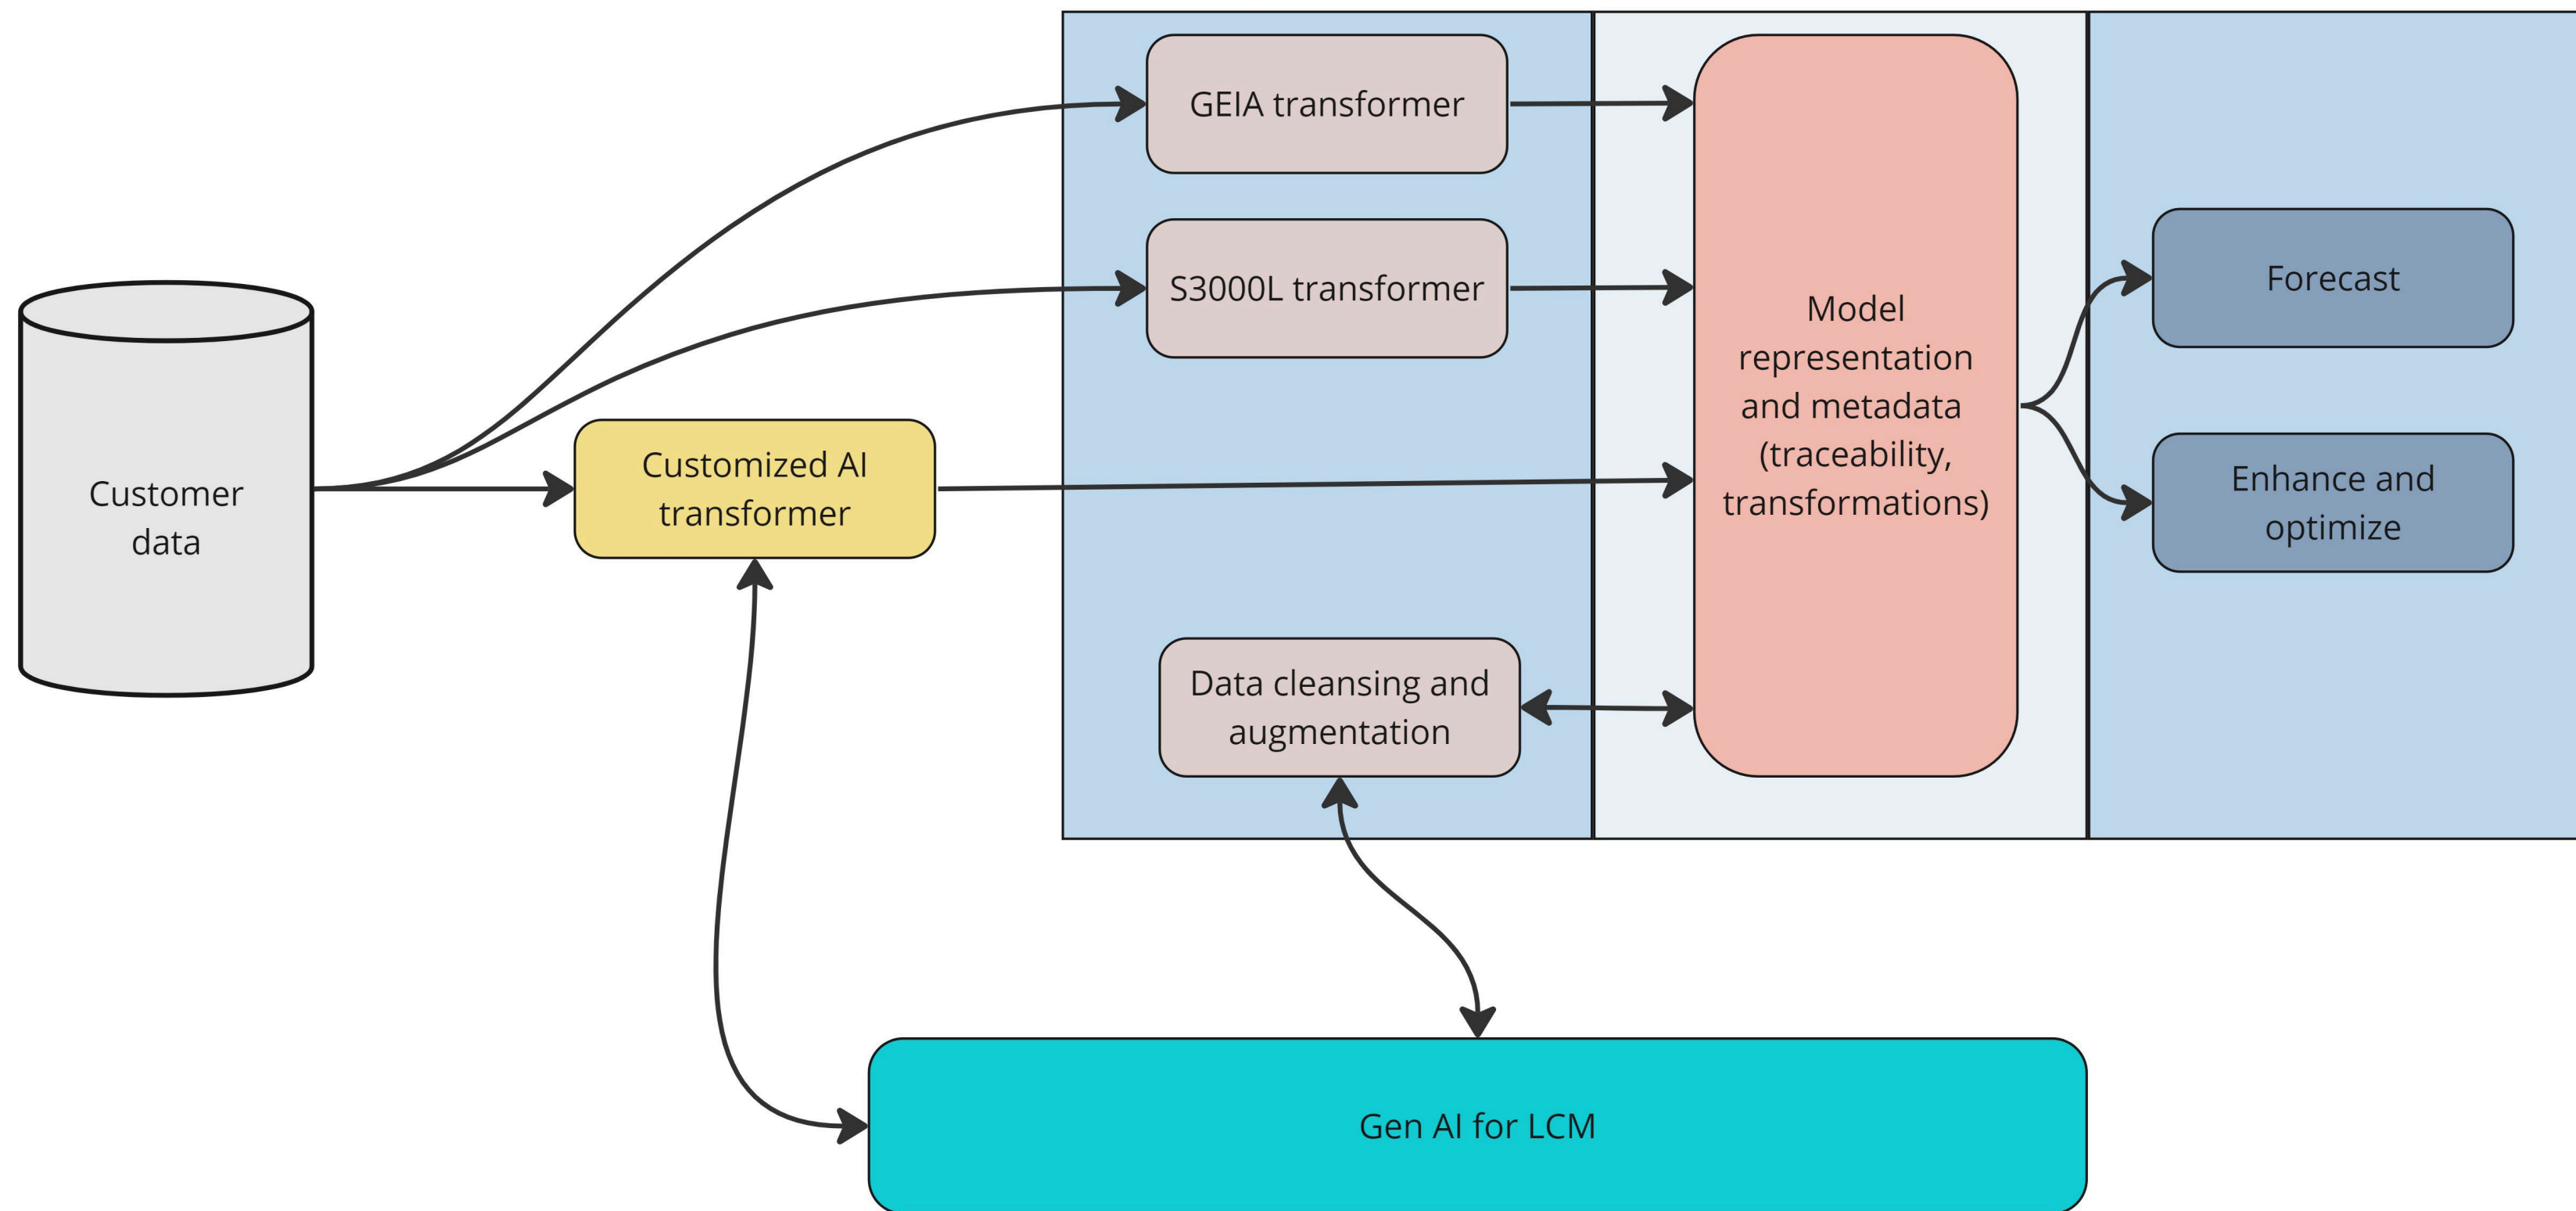 GEIA transformer
S3000L transformer
Customer
data
Customized AI
transformer
Data cleansing and
augmentation
Model
representation
and metadata
(traceability,
transformations)
Forecast
Enhance and
optimize
Gen AI for LCM